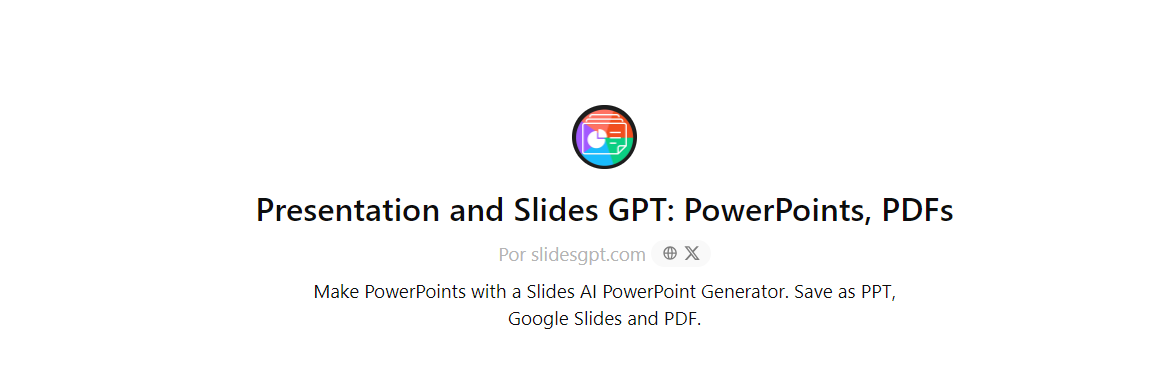 Presentation and Slides GPT: PowerPoints, PDFs
Por slidesgpt.com
Make PowerPoints with a Slides AI PowerPoint Generator. Save as PPT,
Google Slides and PDF.